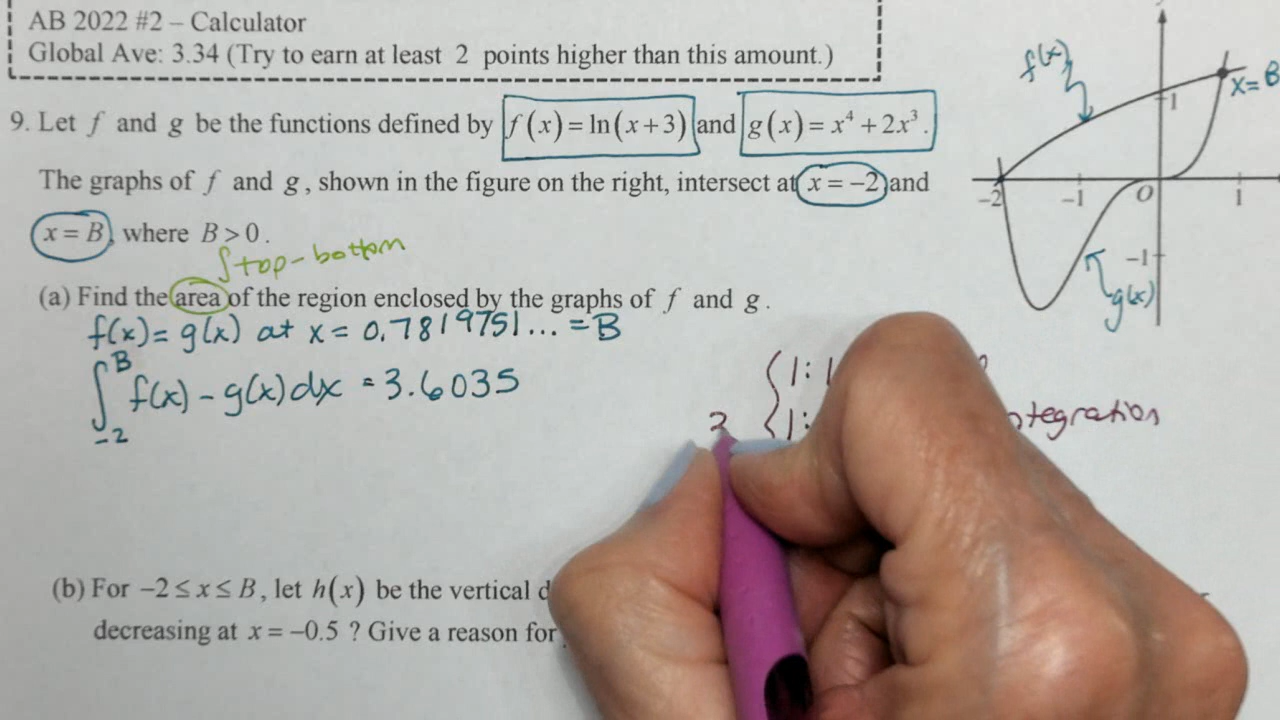 AB 2022 #2 – Calculator
Global Ave: 3.34 (Try to earn at least 2 points higher than this amount.)
9. Let f and g be the functions defined by f(x) = ln(x+3) and g(x) = x⁴ + 2x³.
The graphs of f and g, shown in the figure on the right, intersect at x = −2 and
x = B, where B > 0.
∫top - bottom
(a) Find the area of the region enclosed by the graphs of f and g.
f(x) = g(x) at x = 0.7819751... = B
∫₋₂ᴮ f(x) - g(x) dx = 3.6035
f(x)
x = B
1
−2
−1
O
1
−1
g(x)
1:
1:
(b) For −2 ≤ x ≤ B, let h(x) be the vertical
decreasing at x = −0.5 ? Give a reason for